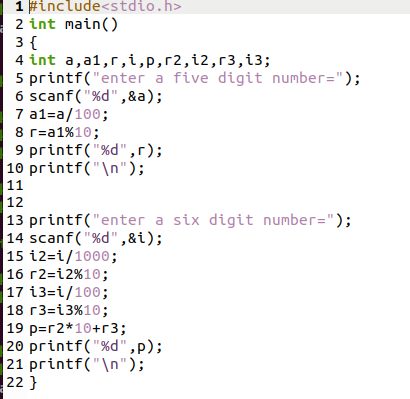 1 #include<stdio.h>
2 int main()
3 {
4 int a,a1,r,i,p,r2,i2,r3,i3;
5 printf("enter a five digit number=");
6 scanf("%d",&a);
7 a1=a/100;
8 r=a1%10;
9 printf("%d",r);
10 printf("\n");
11
12
13 printf("enter a six digit number=");
14 scanf("%d",&i);
15 i2=i/1000;
16 r2=i2%10;
17 i3=i/100;
18 r3=i3%10;
19 p=r2*10+r3;
20 printf("%d",p);
21 printf("\n");
22 }